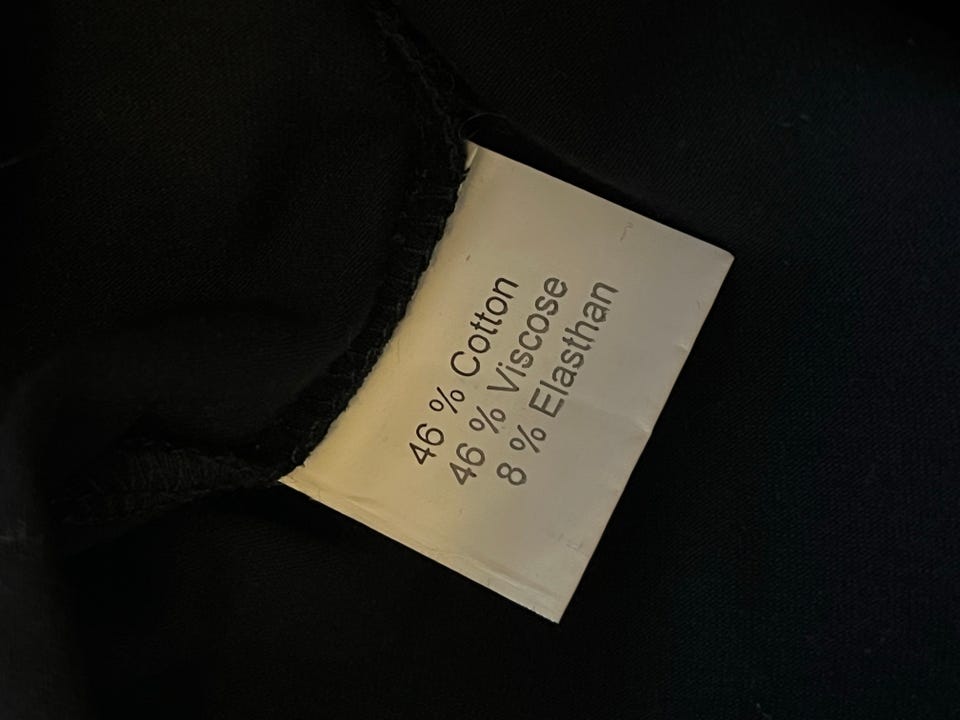 46 % Cotton
46 % Viscose
8 % Elasthan